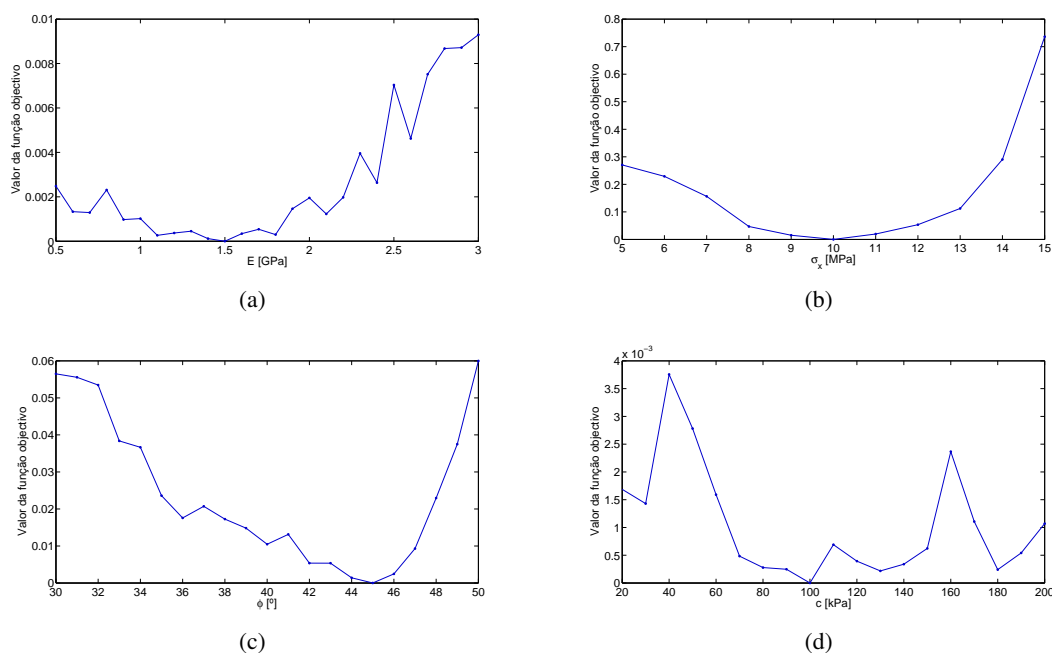 0.01
0.008
0.006
0.004
0.002
0
Valor da função objectivo
0.5 1 1.5 2 2.5 3
E [GPa]
(a)
0.8
0.7
0.6
0.5
0.4
0.3
0.2
0.1
0
Valor da função objectivo
5 6 7 8 9 10 11 12 13 14 15
σx [MPa]
(b)
0.06
0.05
0.04
0.03
0.02
0.01
0
Valor da função objectivo
30 32 34 36 38 40 42 44 46 48 50
ϕ [º]
(c)
x 10⁻³
4
3.5
3
2.5
2
1.5
1
0.5
0
Valor da função objectivo
20 40 60 80 100 120 140 160 180 200
c [kPa]
(d)